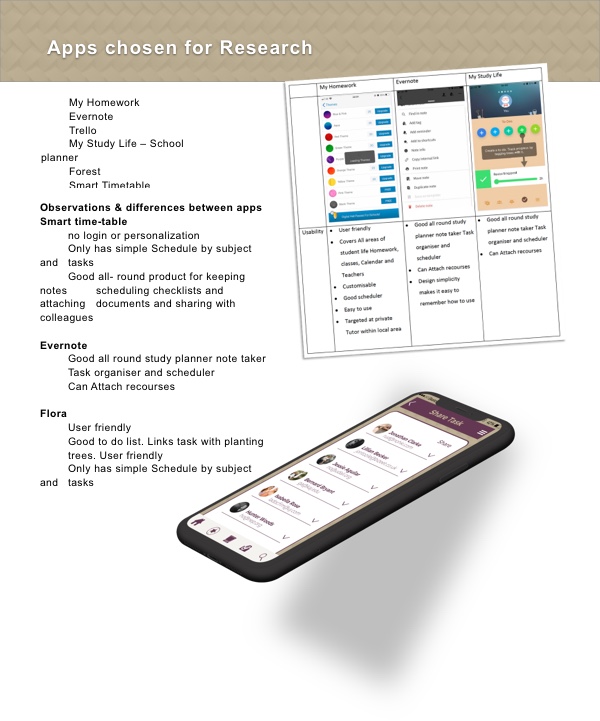 Apps chosen for Research
My Homework
Evernote
Trello
My Study Life – School
planner
Forest
Smart Timetable
Observations & differences between apps
Smart time-table
no login or personalization
Only has simple Schedule by subject
and tasks
Good all- round product for keeping
notes scheduling checklists and
attaching documents and sharing with
colleagues
Evernote
Good all round study planner note taker
Task organiser and scheduler
Can Attach recourses
Flora
User friendly
Good to do list. Links task with planting
trees. User friendly
Only has simple Schedule by subject
and tasks
My Homework
Evernote
My Study Life
Usability
• User friendly
• Covers All areas of
student life Homework,
classes, Calendar and
Teachers
• Customisable
• Good scheduler
• Easy to use
• Targeted at private
Tutor within local area
• Good all round study
planner note taker Task
organiser and
scheduler
• Can Attach recourses
• Design simplicity
makes it easy to
remember how to use
• Good all round study
planner note taker Task
organiser and scheduler
• Can Attach recourses
Share Task
Share
Jonathan Clarke
Lillian Becker
Jessie Aguilar
Bernard Bryant
Isabella Rose
Hunter Woods